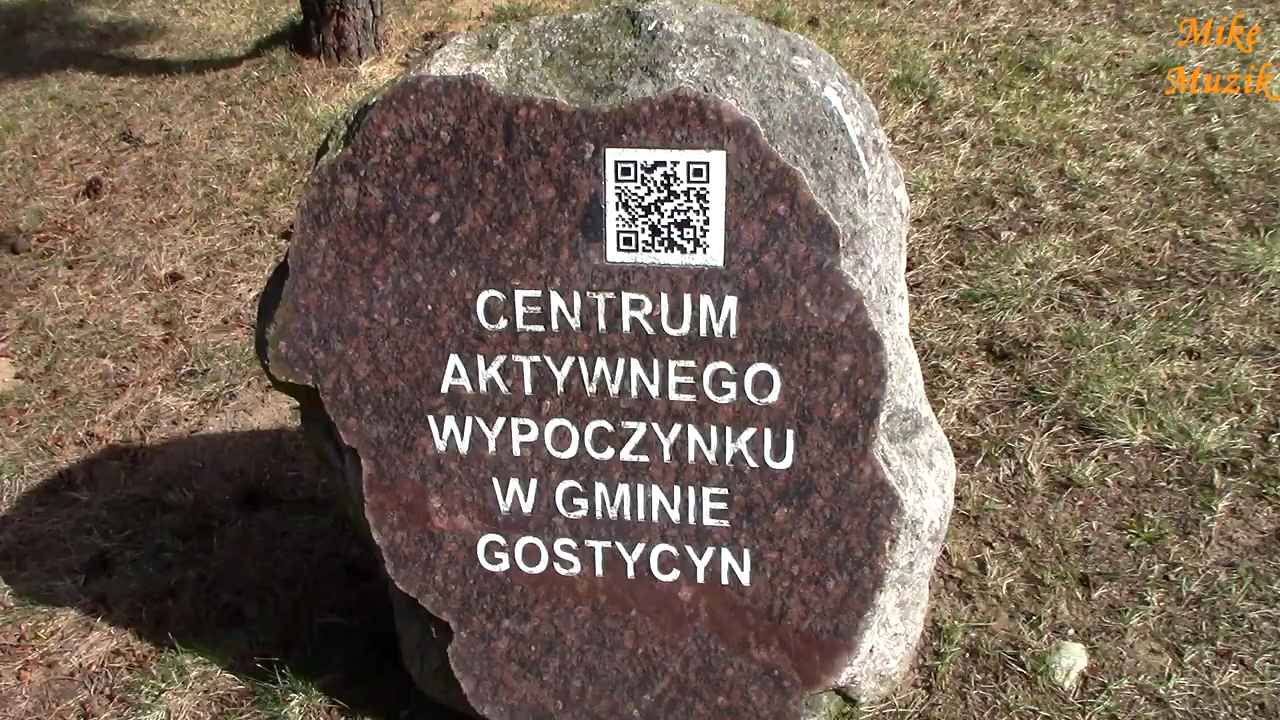 Mike
Muzik
CENTRUM
AKTYWNEGO
WYPOCZYNKU
W GMINIE
GOSTYCYN